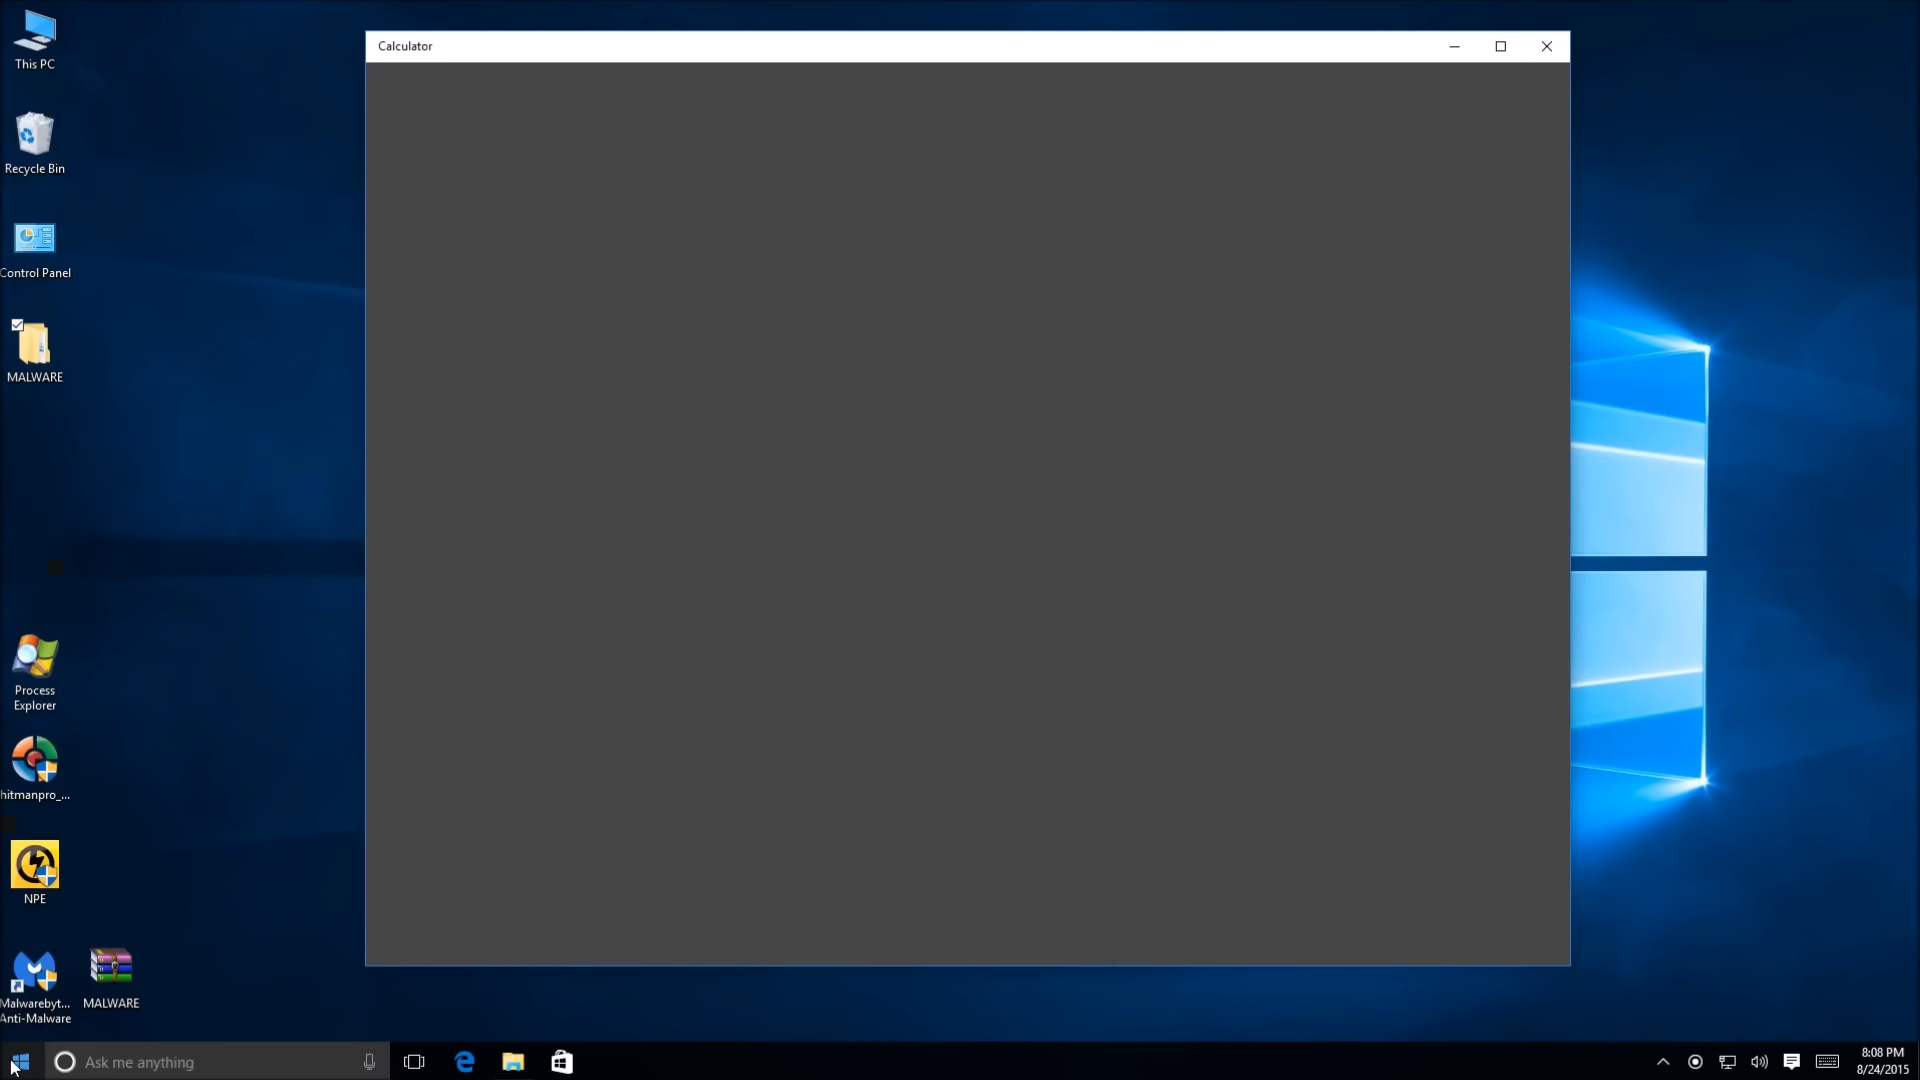 Calculator
This PC
Recycle Bin
Control Panel
MALWARE
Process
Explorer
hitmanpro_...
NPE
Malwarebyt...
Anti-Malware
MALWARE
Ask me anything
8:08 PM
8/24/2015